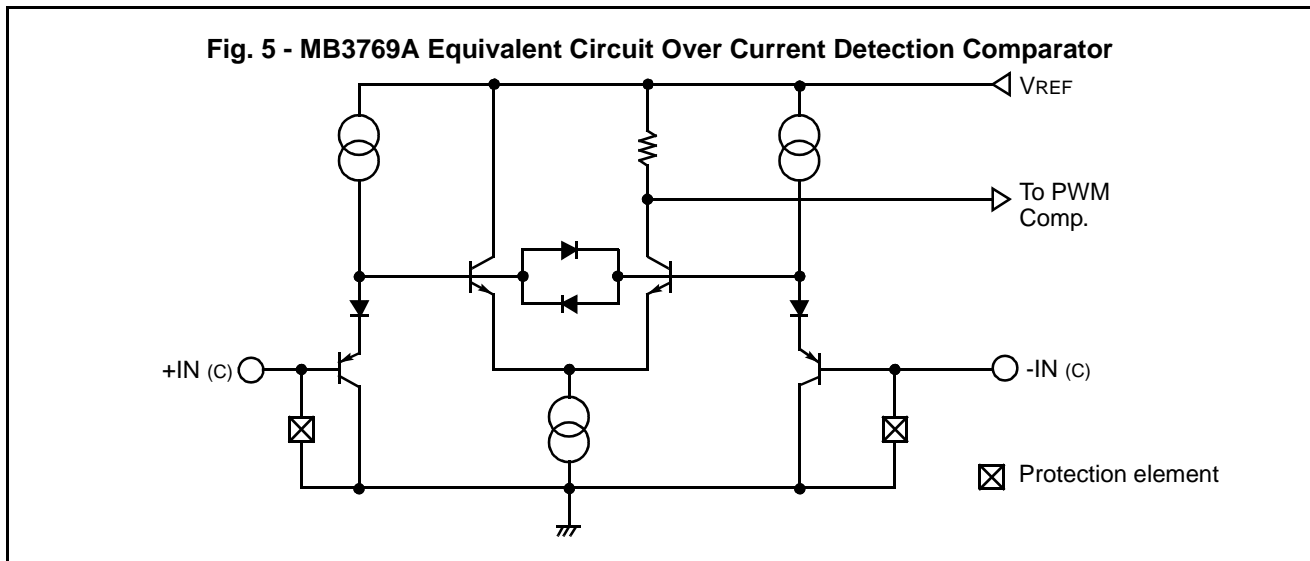 Fig. 5 - MB3769A Equivalent Circuit Over Current Detection Comparator
VREF
To PWM
Comp.
+IN (C)
-IN (C)
Protection element